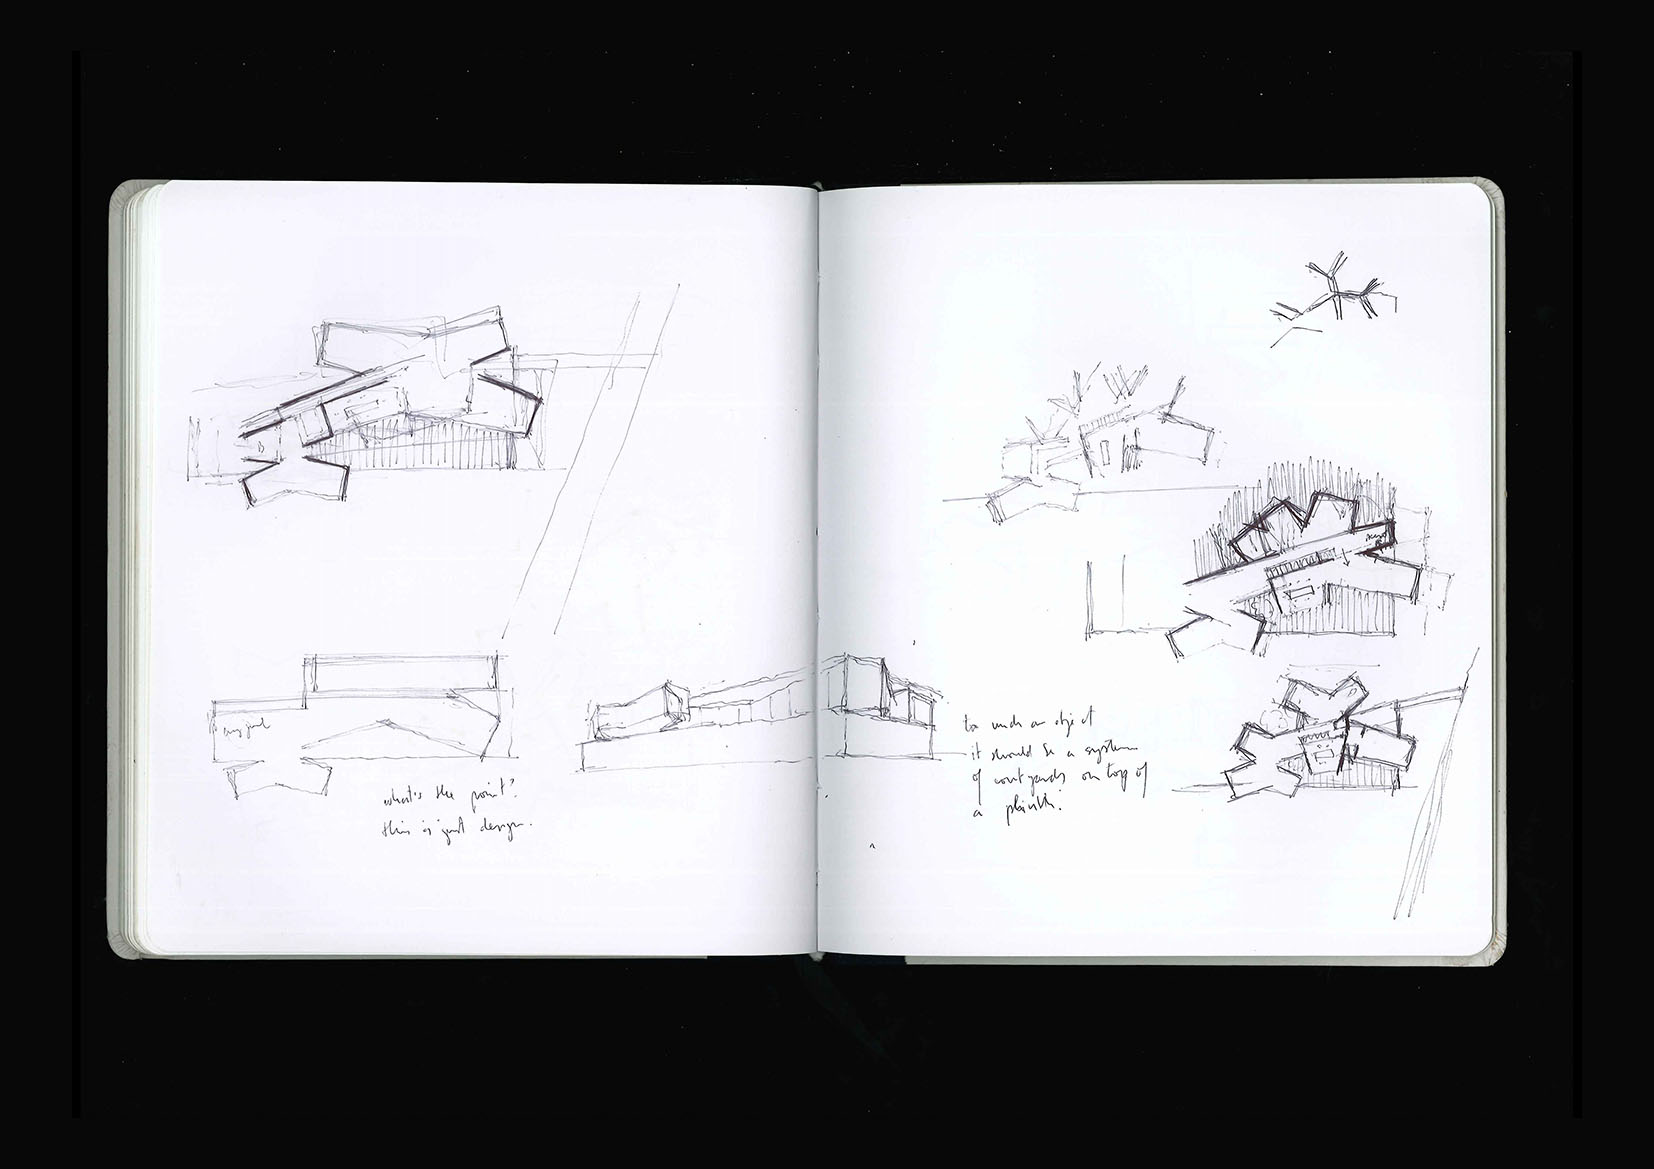 what's the point?
this is just design.
too much an object
it should be a system
of courtyards on top of
a plinth.